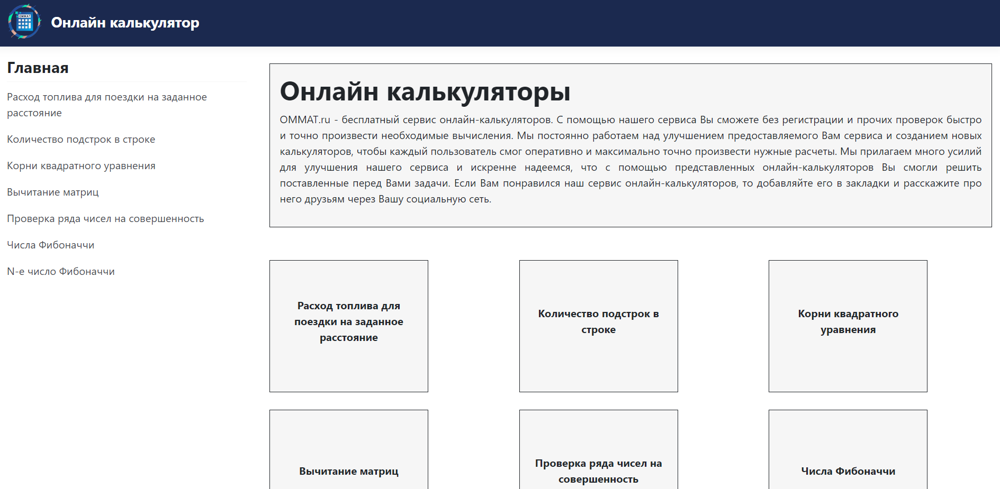 OMMAT
Онлайн калькулятор
Главная
Расход топлива для поездки на заданное
расстояние
Количество подстрок в строке
Корни квадратного уравнения
Вычитание матриц
Проверка ряда чисел на совершенность
Числа Фибоначчи
N-е число Фибоначчи
Онлайн калькуляторы
OMMAT.ru - бесплатный сервис онлайн-калькуляторов. С помощью нашего сервиса Вы сможете без регистрации и прочих проверок быстро
и точно произвести необходимые вычисления. Мы постоянно работаем над улучшением предоставляемого Вам сервиса и созданием новых
калькуляторов, чтобы каждый пользователь смог оперативно и максимально точно произвести нужные расчеты. Мы прилагаем много усилий
для улучшения нашего сервиса и искренне надеемся, что с помощью представленных онлайн-калькуляторов Вы смогли решить
поставленные перед Вами задачи. Если Вам понравился наш сервис онлайн-калькуляторов, то добавляйте его в закладки и расскажите про
него друзьям через Вашу социальную сеть.
Расход топлива для
поездки на заданное
расстояние
Количество подстрок в
строке
Корни квадратного
уравнения
Вычитание матриц
Проверка ряда чисел на
совершенность
Числа Фибоначчи